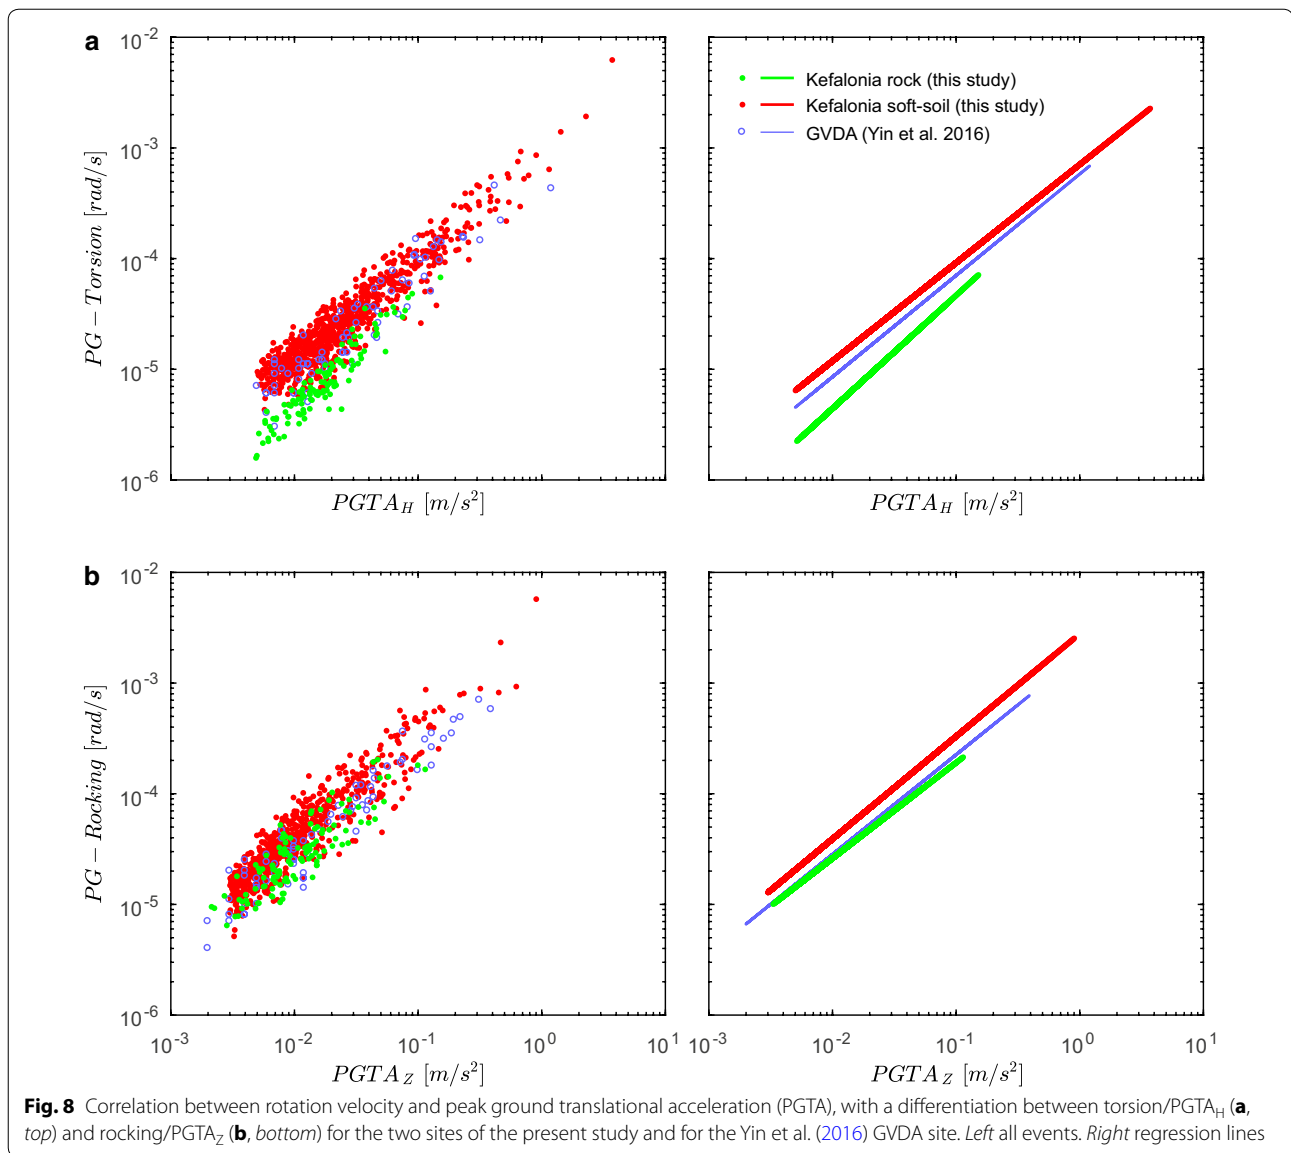 a
10^-2
10^-3
10^-4
10^-5
10^-6
PG − Torsion [rad/s]
PGTA_H [m/s^2]
Kefalonia rock (this study)
Kefalonia soft-soil (this study)
GVDA (Yin et al. 2016)
PGTA_H [m/s^2]
b
10^-2
10^-3
10^-4
10^-5
10^-6
PG − Rocking [rad/s]
10^-3 10^-2 10^-1 10^0 10^1
PGTA_Z [m/s^2]
10^-3 10^-2 10^-1 10^0 10^1
PGTA_Z [m/s^2]
Fig. 8 Correlation between rotation velocity and peak ground translational acceleration (PGTA), with a differentiation between torsion/PGTA_H (a,
top) and rocking/PGTA_Z (b, bottom) for the two sites of the present study and for the Yin et al. (2016) GVDA site. Left all events. Right regression lines